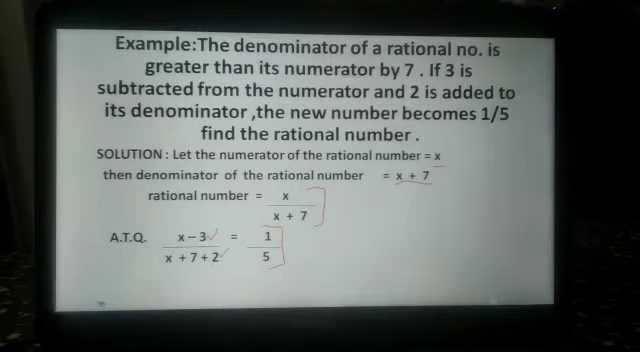 Example:The denominator of a rational no. is
greater than its numerator by 7 . If 3 is
subtracted from the numerator and 2 is added to
its denominator ,the new number becomes 1/5
find the rational number .
SOLUTION : Let the numerator of the rational number = x
then denominator of the rational number = x + 7
rational number = x
x + 7
A.T.Q. x – 3 = 1
x + 7 + 2 5